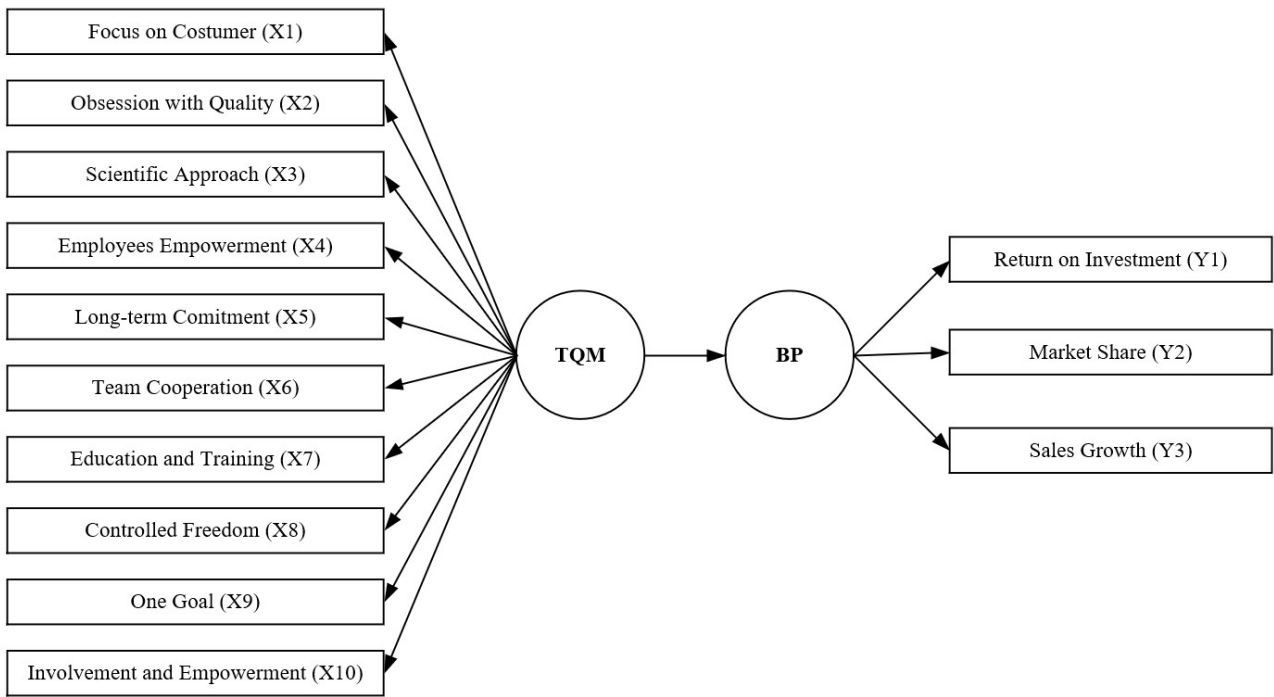 Focus on Costumer (X1)
Obsession with Quality (X2)
Scientific Approach (X3)
Employees Empowerment (X4)
Long-term Comitment (X5)
Team Cooperation (X6)
Education and Training (X7)
Controlled Freedom (X8)
One Goal (X9)
Involvement and Empowerment (X10)
TQM
BP
Return on Investment (Y1)
Market Share (Y2)
Sales Growth (Y3)